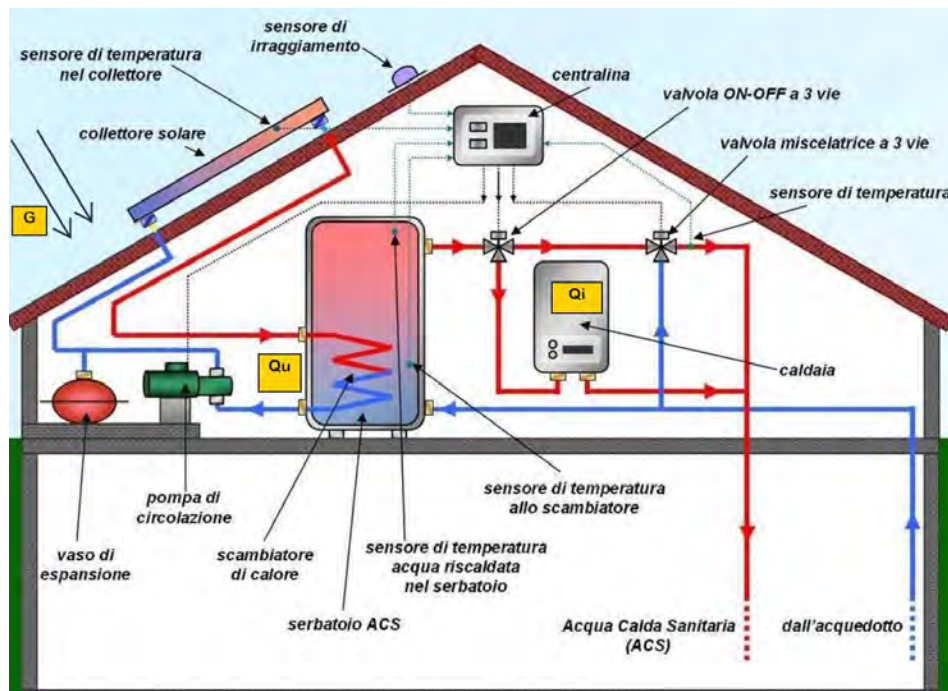 sensore di
irraggiamento
sensore di temperatura
nel collettore
centralina
valvola ON-OFF a 3 vie
collettore solare
valvola miscelatrice a 3 vie
sensore di temperatura
G
Qi
caldaia
Qu
pompa di
circolazione
sensore di temperatura
allo scambiatore
vaso di
espansione
scambiatore
di calore
sensore di temperatura
acqua riscaldata
nel serbatoio
serbatoio ACS
Acqua Calda Sanitaria
(ACS)
dall'acquedotto